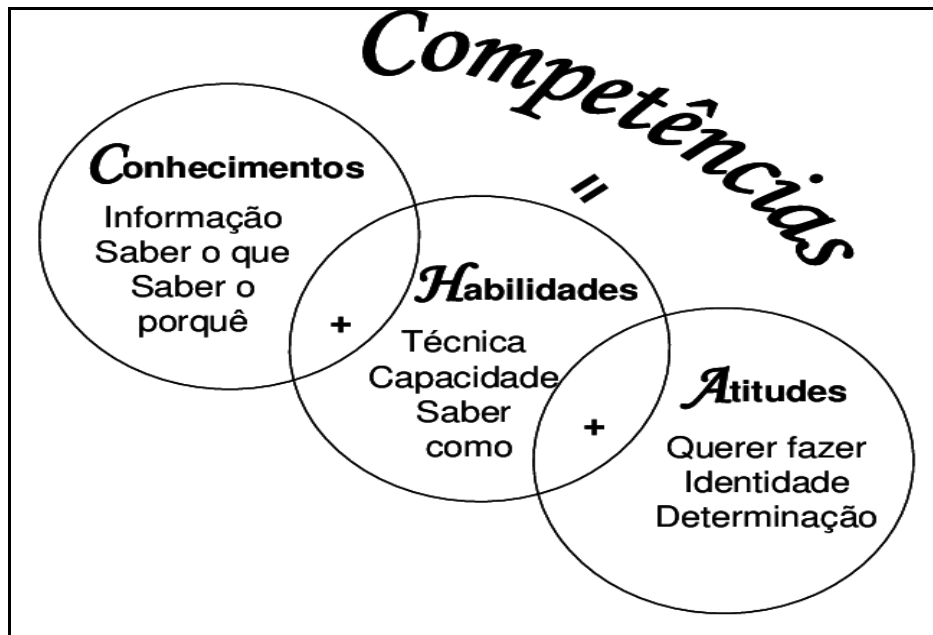 Competências
=
Conhecimentos
Informação
Saber o que
Saber o
porquê
+
Habilidades
Técnica
Capacidade
Saber
como
+
Atitudes
Querer fazer
Identidade
Determinação